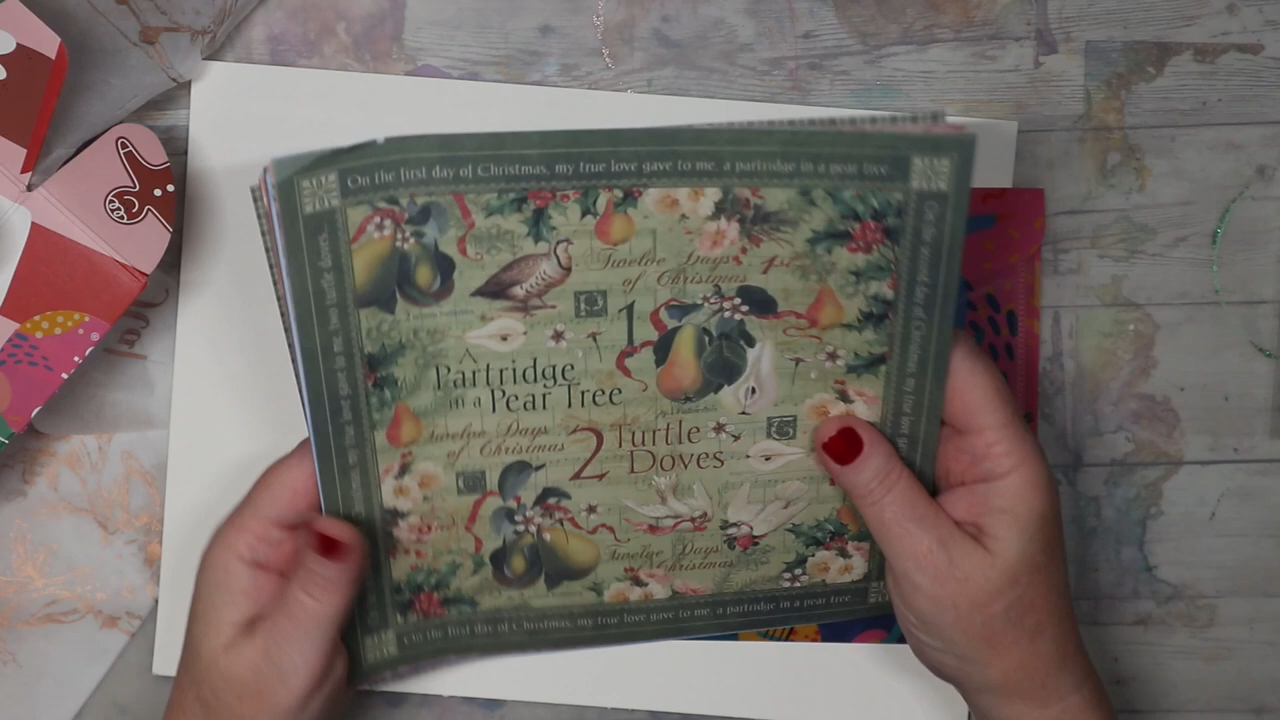 On the first day of Christmas, my true love gave to me, a partridge in a pear tree.
Twelve Days 1st
of Christmas
1
A
Partridge
in a Pear Tree
Twelve Days
of Christmas
2 Turtle
Doves
Twelve Days
of Christmas
On the first day of Christmas, my true love gave to me, a partridge in a pear tree.